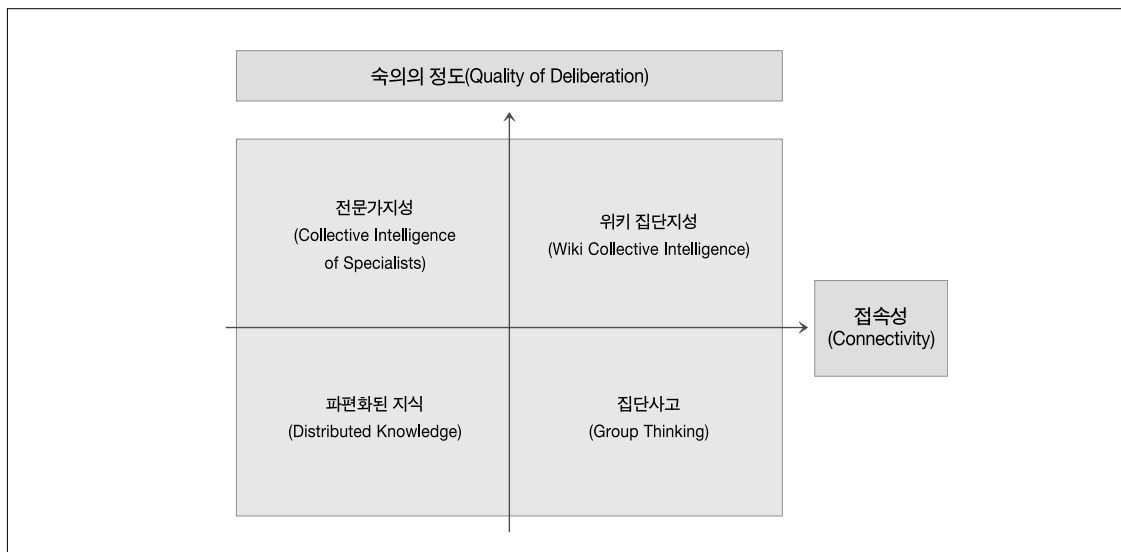 숙의의 정도(Quality of Deliberation)
전문가지성
(Collective Intelligence
of Specialists)
위키 집단지성
(Wiki Collective Intelligence)
접속성
(Connectivity)
파편화된 지식
(Distributed Knowledge)
집단사고
(Group Thinking)